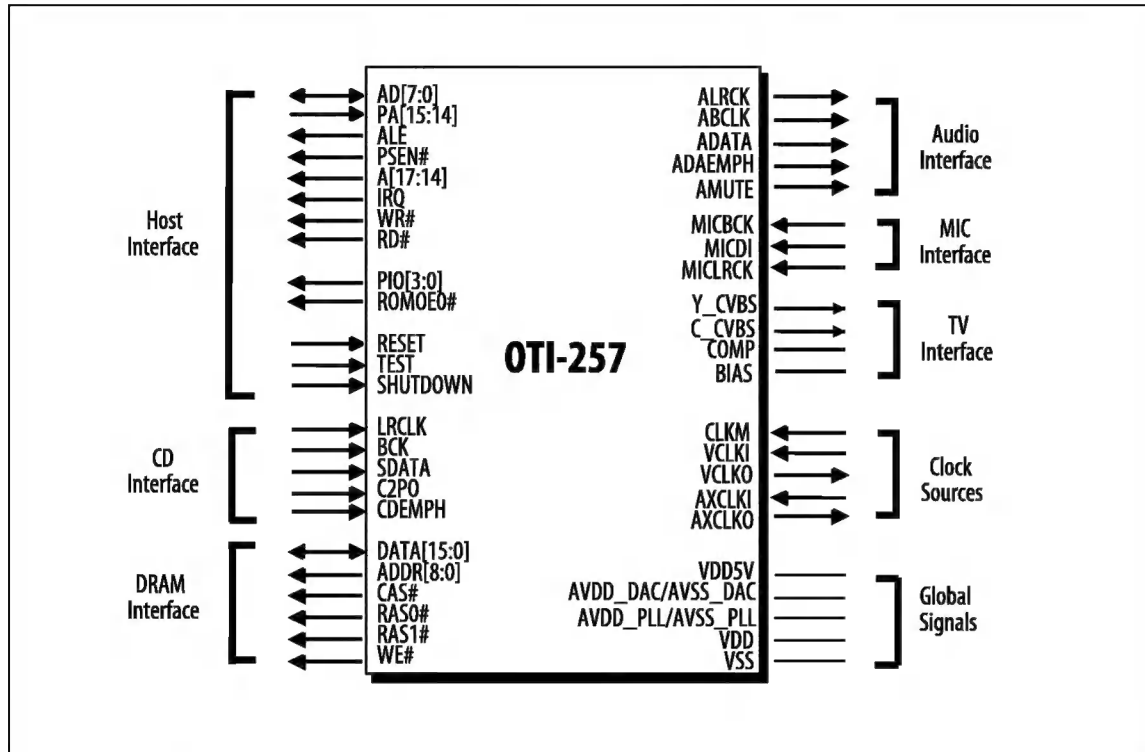 Host
Interface
AD[7:0]
PA[15:14]
ALE
PSEN#
A[17:14]
IRQ
WR#
RD#
PIO[3:0]
ROMOE0#
RESET
TEST
SHUTDOWN
CD
Interface
LRCLK
BCK
SDATA
C2PO
CDEMPH
DRAM
Interface
DATA[15:0]
ADDR[8:0]
CAS#
RAS0#
RAS1#
WE#
OTI-257
ALRCK
ABCLK
ADATA
ADAEMPH
AMUTE
Audio
Interface
MICBCK
MICDI
MICLRCK
MIC
Interface
Y_CVBS
C_CVBS
COMP
BIAS
TV
Interface
CLKM
VCLKI
VCLKO
AXCLKI
AXCLKO
Clock
Sources
VDD5V
AVDD_DAC/AVSS_DAC
AVDD_PLL/AVSS_PLL
VDD
VSS
Global
Signals